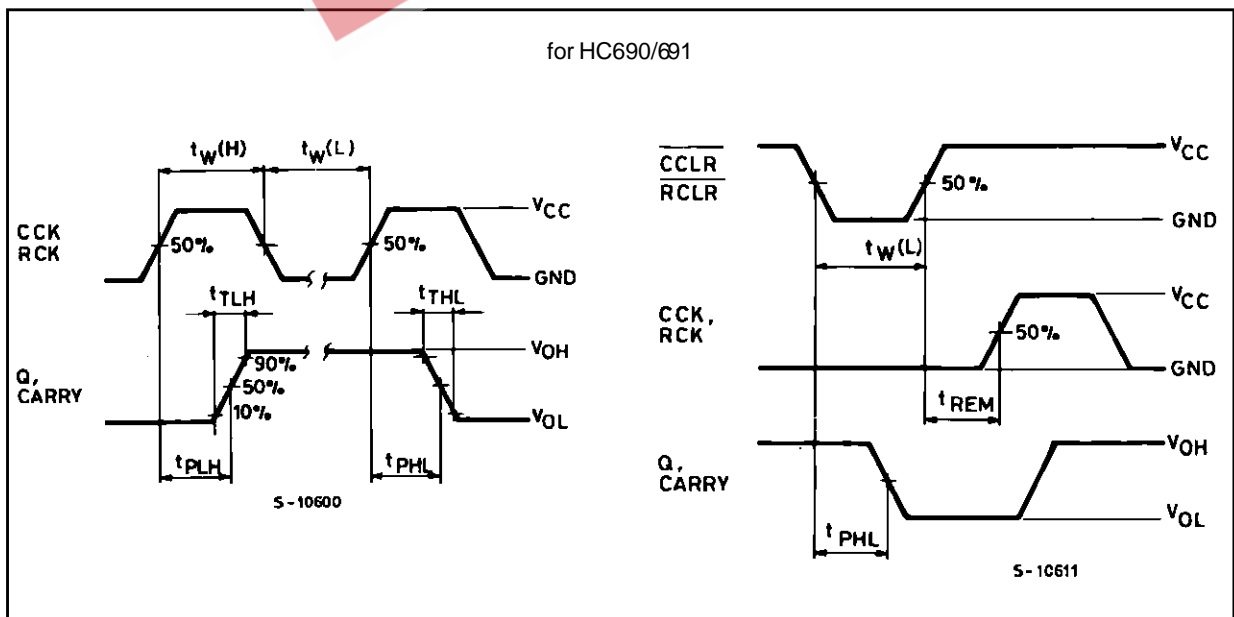 for HC690/691
tW(H)
tW(L)
CCK
RCK
50%
50%
VCC
GND
tTLH
tTHL
Q,
CARRY
90%
50%
10%
VOH
VOL
tPLH
tPHL
S-10600
CCLR
RCLR
50%
VCC
GND
tW(L)
CCK,
RCK
50%
VCC
GND
tREM
Q,
CARRY
VOH
VOL
tPHL
S-10611